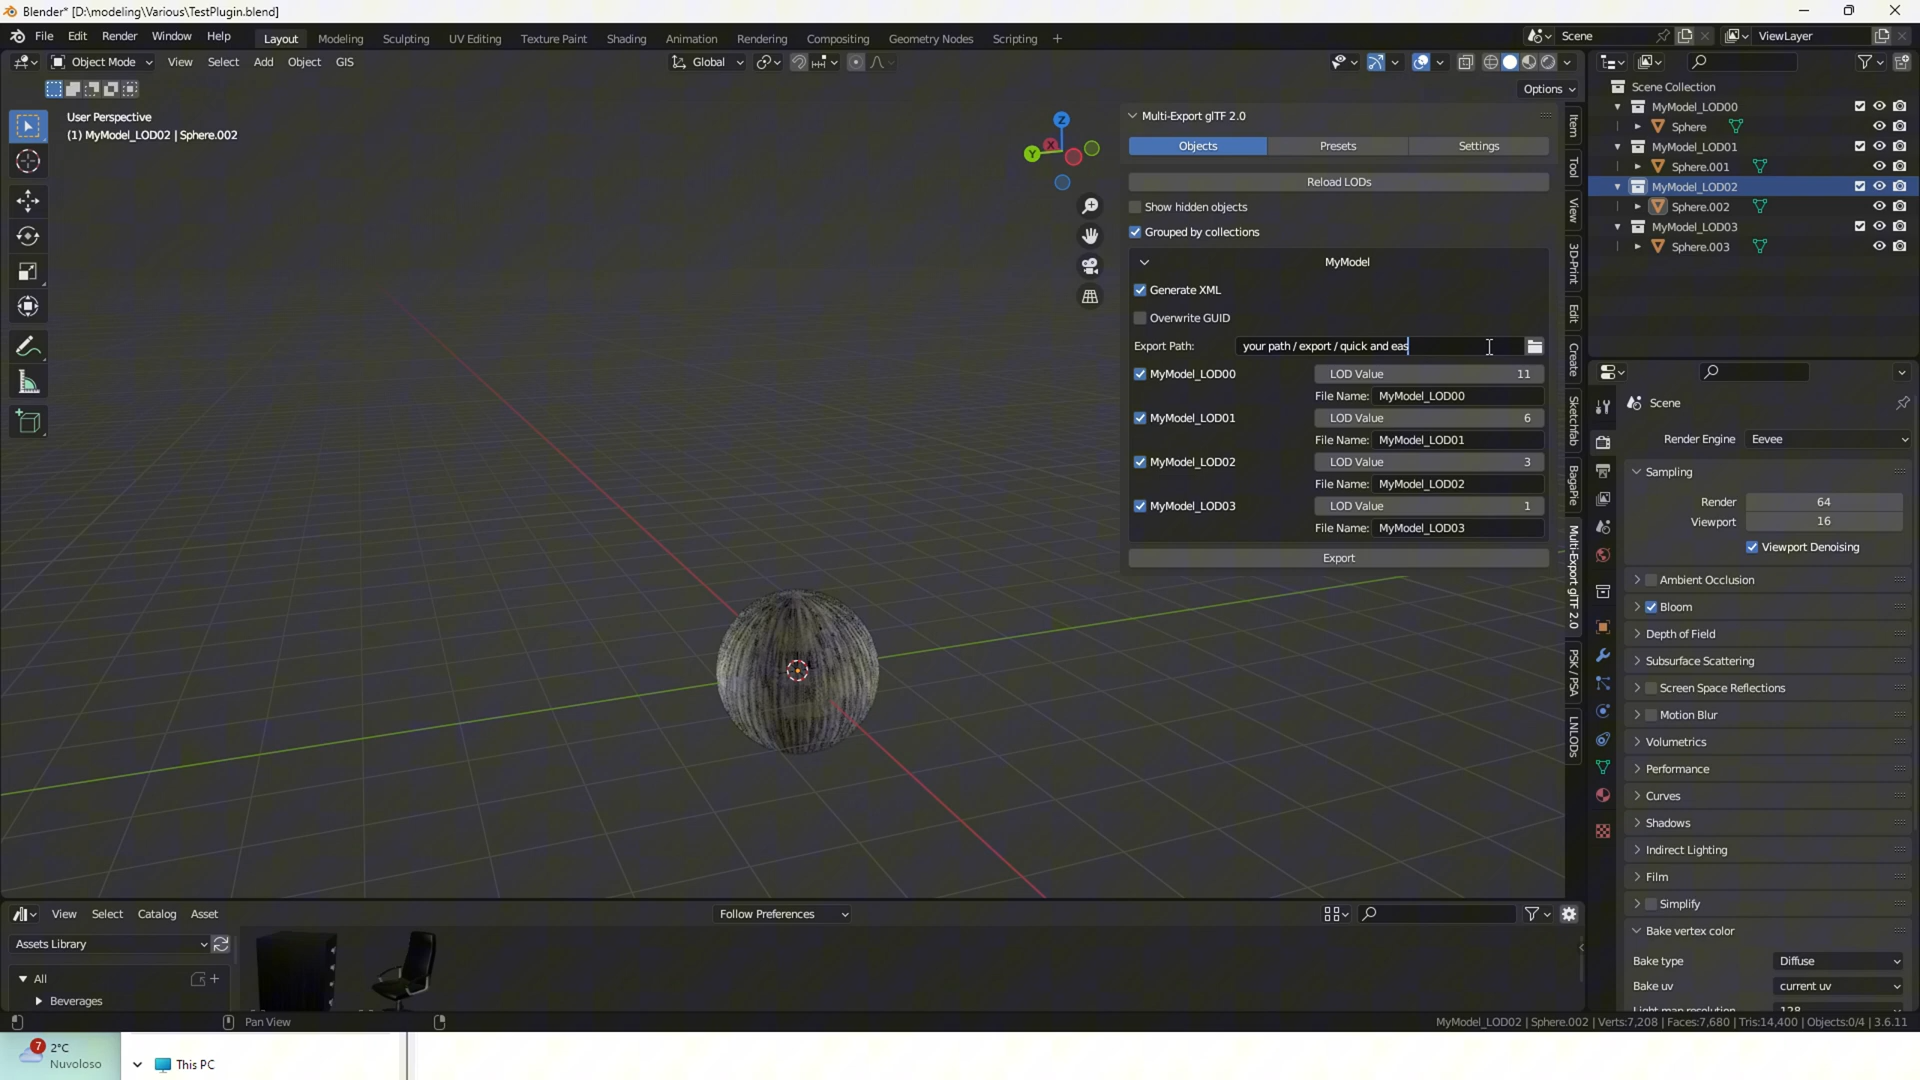 Blender* [D:\modeling\Various\TestPlugin.blend]
File Edit Render Window Help Layout Modeling Sculpting UV Editing Texture Paint Shading Animation Rendering Compositing Geometry Nodes Scripting + Scene ViewLayer
Object Mode View Select Add Object GIS Global
Options
User Perspective
(1) MyModel_LOD02 | Sphere.002
Z
Y
X
Multi-Export glTF 2.0
Objects Presets Settings
Reload LODs
Show hidden objects
Grouped by collections
MyModel
Generate XML
Overwrite GUID
Export Path: your path / export / quick and eas
MyModel_LOD00 LOD Value 11
File Name: MyModel_LOD00
MyModel_LOD01 LOD Value 6
File Name: MyModel_LOD01
MyModel_LOD02 LOD Value 3
File Name: MyModel_LOD02
MyModel_LOD03 LOD Value 1
File Name: MyModel_LOD03
Export
Item
Tool
View
3D-Print
Edit
Create
Sketchfab
BagaPie
Multi-Export glTF 2.0
PSK / PSA
LNLODs
Scene Collection
MyModel_LOD00
Sphere
MyModel_LOD01
Sphere.001
MyModel_LOD02
Sphere.002
MyModel_LOD03
Sphere.003
Scene
Render Engine Eevee
Sampling
Render 64
Viewport 16
Viewport Denoising
Ambient Occlusion
Bloom
Depth of Field
Subsurface Scattering
Screen Space Reflections
Motion Blur
Volumetrics
Performance
Curves
Shadows
Indirect Lighting
Film
Simplify
Bake vertex color
Bake type Diffuse
Bake uv current uv
Light map resolution 128
View Select Catalog Asset Follow Preferences
Assets Library
All
Beverages
Pan View
MyModel_LOD02 | Sphere.002 | Verts:7,208 | Faces:7,680 | Tris:14,400 | Objects:0/4 | 3.6.11
7
2°C
Nuvoloso
This PC